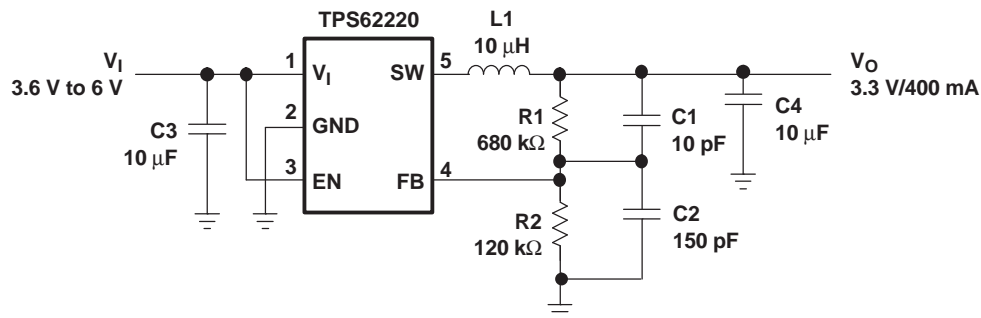 TPS62220
V_I
3.6 V to 6 V
C3
10 μF
1
V_I
2
GND
3
EN
SW
5
FB
4
L1
10 μH
R1
680 kΩ
R2
120 kΩ
C1
10 pF
C2
150 pF
C4
10 μF
V_O
3.3 V/400 mA